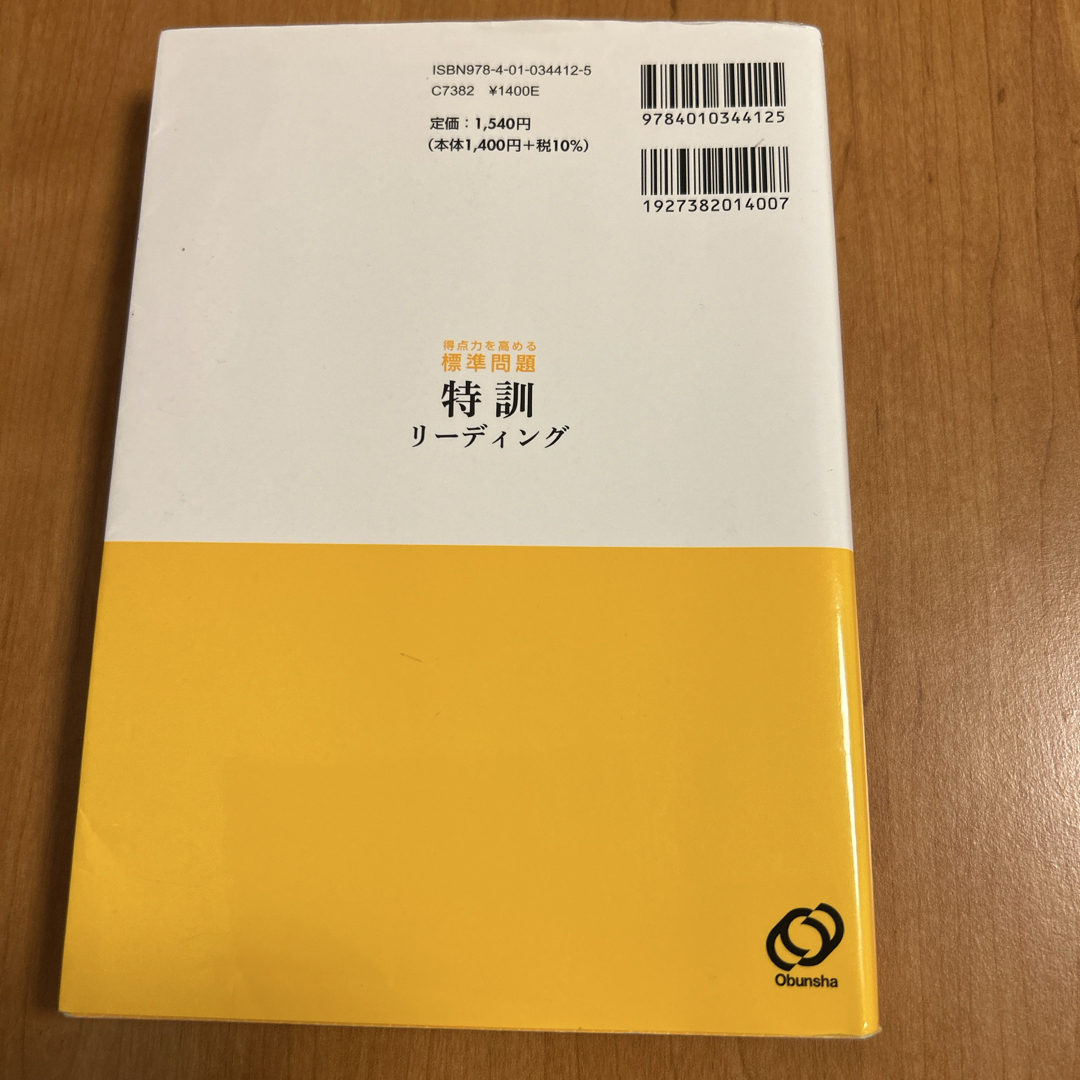 ISBN978-4-01-034412-5
C7382 ¥1400E
定価：1,540円
（本体1,400円＋税10%）
9784010344125
1927382014007
得点力を高める
標準問題
特訓
リーディング
Obunsha